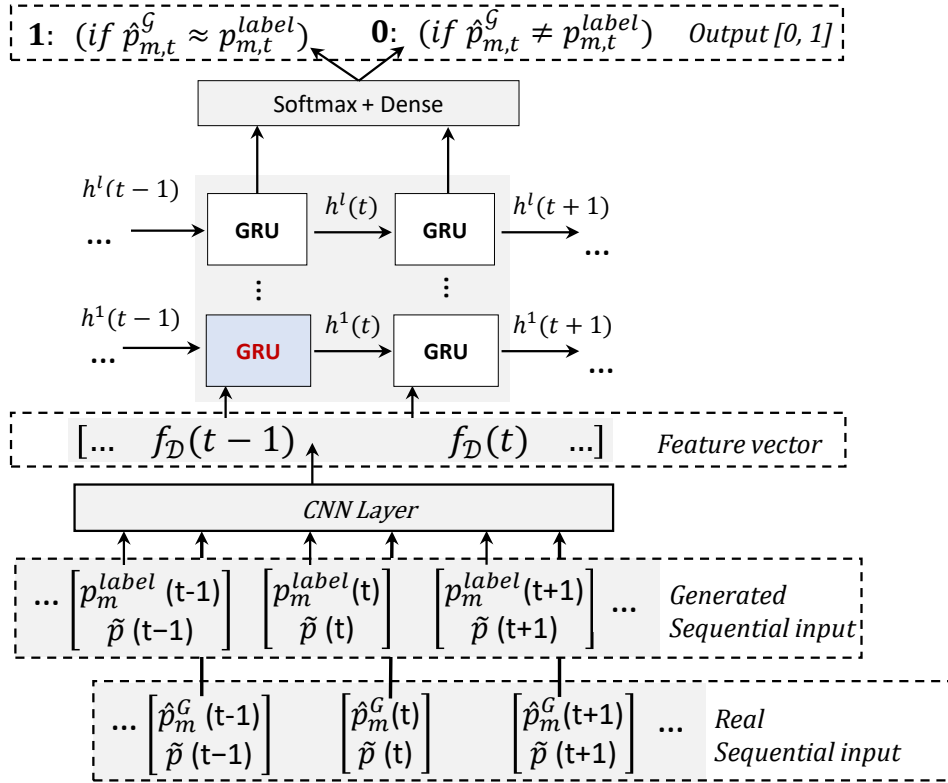 1: (if p̂^𝒢_{m,t} ≈ p^{label}_{m,t}) 0: (if p̂^𝒢_{m,t} ≠ p^{label}_{m,t}) Output [0, 1]
Softmax + Dense
h^l(t − 1) h^l(t) h^l(t + 1)
... GRU GRU ...
⋮ ⋮
h^1(t − 1) h^1(t) h^1(t + 1)
... GRU GRU ...
[... f_𝒟(t − 1) f_𝒟(t) ...] Feature vector
CNN Layer
... [p^{label}_m (t-1) [p^{label}_m (t) [p^{label}_m (t+1) ... Generated
p̃ (t−1)] p̃ (t)] p̃ (t+1)] Sequential input
... [p̂^G_m (t-1) [p̂^G_m (t) [p̂^G_m (t+1) ... Real
p̃ (t−1)] p̃ (t)] p̃ (t+1)] Sequential input